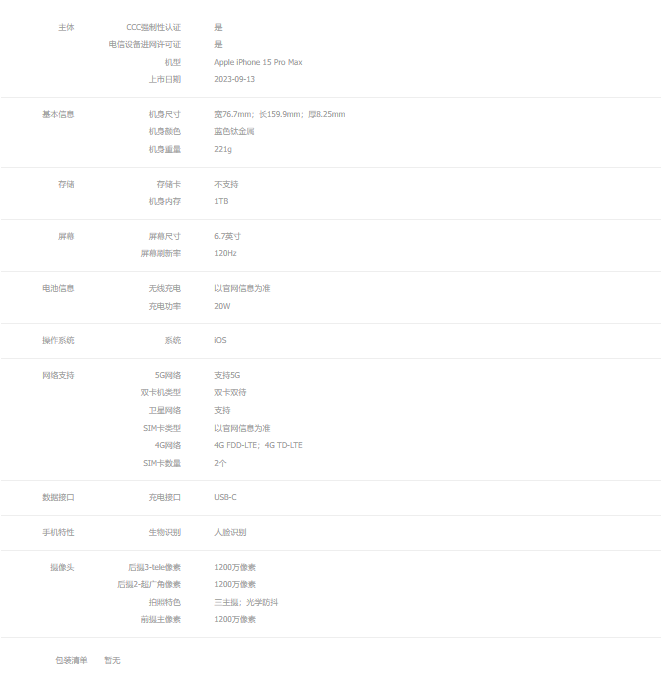 主体 CCC强制性认证 是
电信设备进网许可证 是
机型 Apple iPhone 15 Pro Max
上市日期 2023-09-13
基本信息 机身尺寸 宽76.7mm；长159.9mm；厚8.25mm
机身颜色 蓝色钛金属
机身重量 221g
存储 存储卡 不支持
机身内存 1TB
屏幕 屏幕尺寸 6.7英寸
屏幕刷新率 120Hz
电池信息 无线充电 以官网信息为准
充电功率 20W
操作系统 系统 iOS
网络支持 5G网络 支持5G
双卡机类型 双卡双待
卫星网络 支持
SIM卡类型 以官网信息为准
4G网络 4G FDD-LTE；4G TD-LTE
SIM卡数量 2个
数据接口 充电接口 USB-C
手机特性 生物识别 人脸识别
摄像头 后摄3-tele像素 1200万像素
后摄2-超广角像素 1200万像素
拍照特色 三主摄；光学防抖
前摄主像素 1200万像素
包装清单 暂无